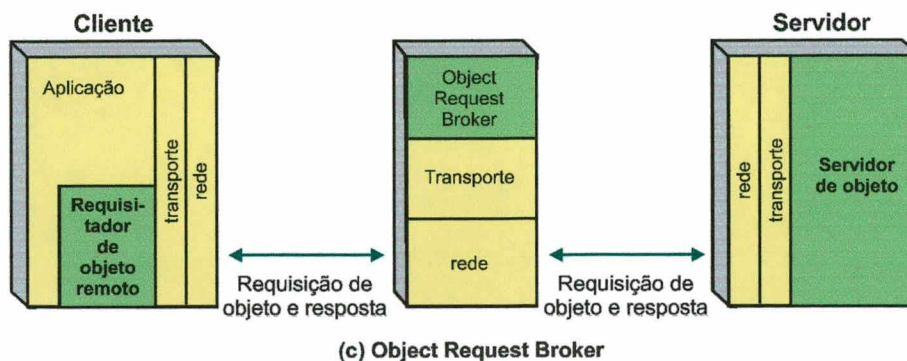 Cliente
Servidor
Aplicação
Requisi-
tador
de
objeto
remoto
transporte
rede
Object
Request
Broker
Transporte
rede
rede
transporte
Servidor
de objeto
Requisição de
objeto e resposta
Requisição de
objeto e resposta
(c) Object Request Broker